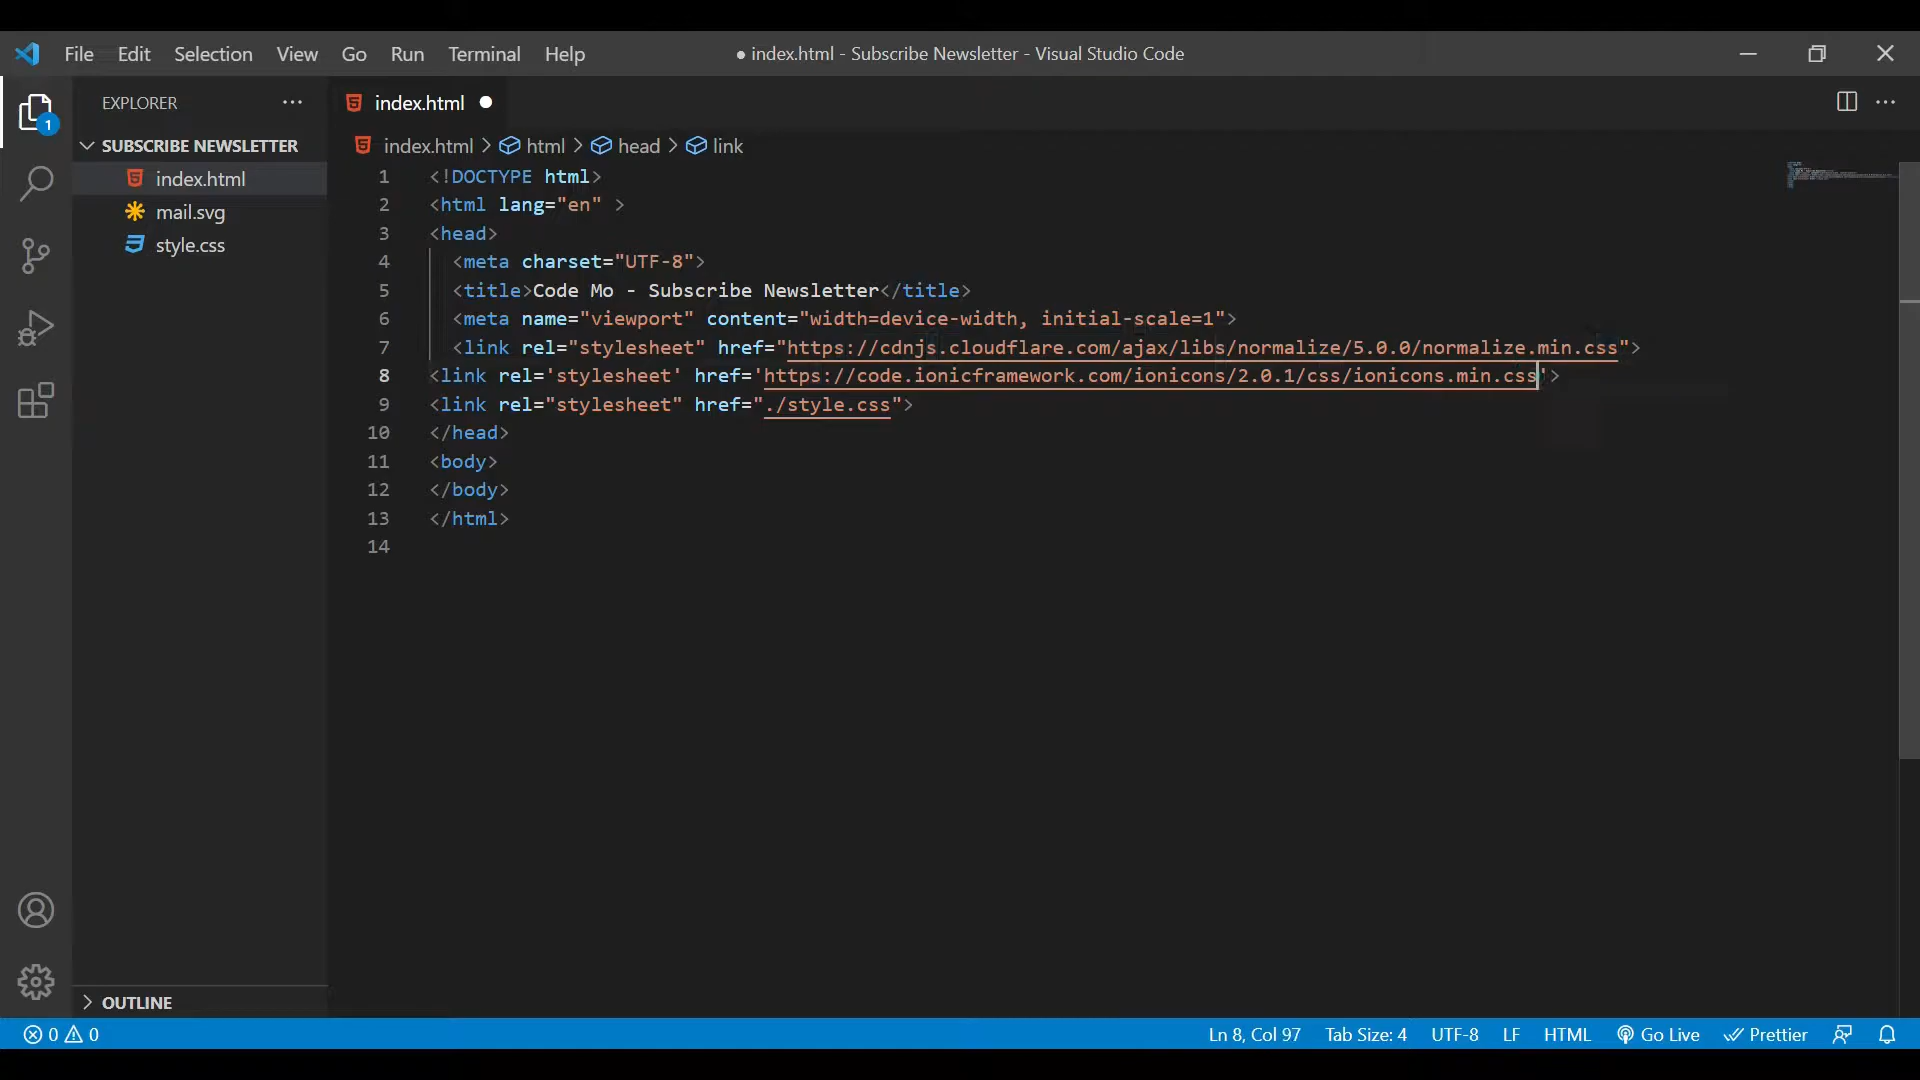 File Edit Selection View Go Run Terminal Help
● index.html - Subscribe Newsletter - Visual Studio Code
EXPLORER
1
SUBSCRIBE NEWSLETTER
index.html
mail.svg
style.css
OUTLINE
index.html
index.html > html > head > link
1 <!DOCTYPE html>
2 <html lang="en" >
3 <head>
4 <meta charset="UTF-8">
5 <title>Code Mo - Subscribe Newsletter</title>
6 <meta name="viewport" content="width=device-width, initial-scale=1">
7 <link rel="stylesheet" href="https://cdnjs.cloudflare.com/ajax/libs/normalize/5.0.0/normalize.min.css">
8 <link rel='stylesheet' href='https://code.ionicframework.com/ionicons/2.0.1/css/ionicons.min.css'>
9 <link rel="stylesheet" href="./style.css">
10 </head>
11 <body>
12 </body>
13 </html>
14
0 0
Ln 8, Col 97 Tab Size: 4 UTF-8 LF HTML Go Live Prettier